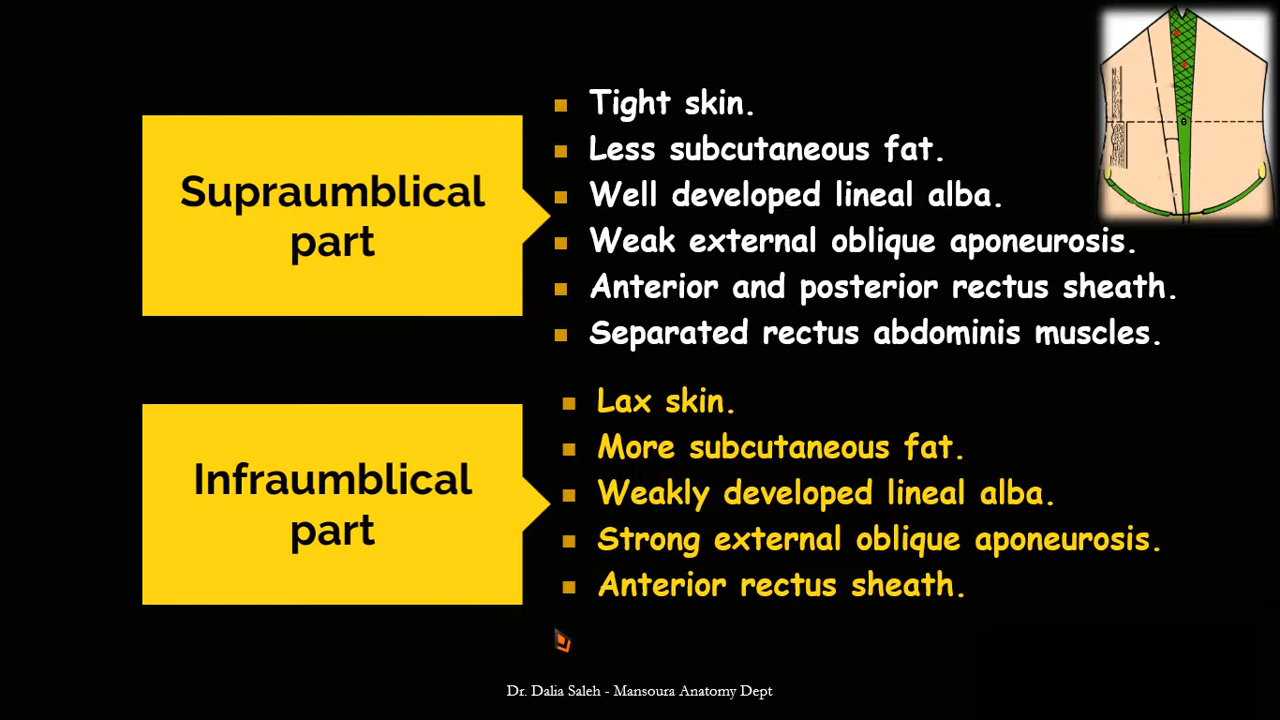 Supraumblical
part
Tight skin.
Less subcutaneous fat.
Well developed lineal alba.
Weak external oblique aponeurosis.
Anterior and posterior rectus sheath.
Separated rectus abdominis muscles.
Infraumblical
part
Lax skin.
More subcutaneous fat.
Weakly developed lineal alba.
Strong external oblique aponeurosis.
Anterior rectus sheath.
Dr. Dalia Saleh - Mansoura Anatomy Dept